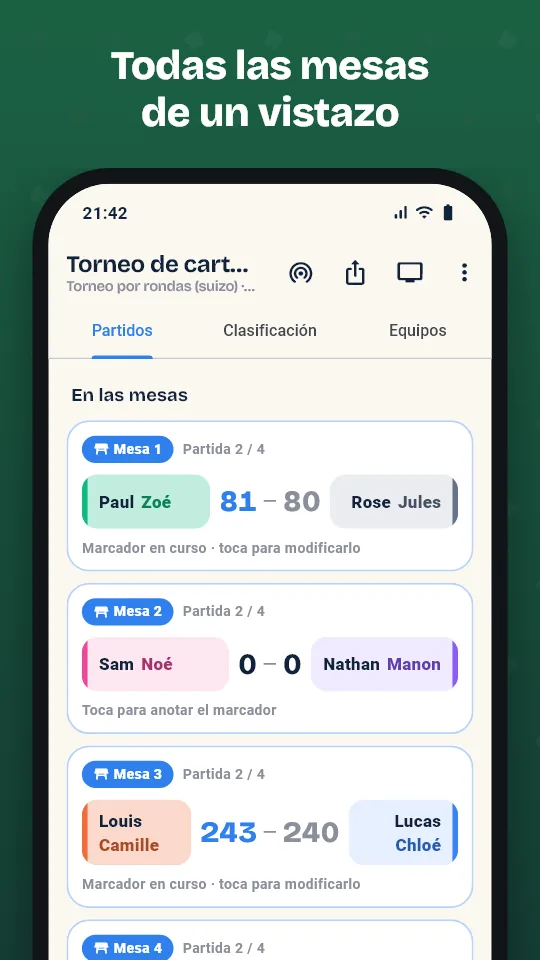 Todas las mesas
de un vistazo
21:42
Torneo de cart...
Torneo por rondas (suizo) ·...
Partidos Clasificación Equipos
En las mesas
Mesa 1 Partida 2 / 4
Paul Zoé 81 – 80 Rose Jules
Marcador en curso · toca para modificarlo
Mesa 2 Partida 2 / 4
Sam Noé 0 – 0 Nathan Manon
Toca para anotar el marcador
Mesa 3 Partida 2 / 4
Louis
Camille
243 – 240
Lucas
Chloé
Marcador en curso · toca para modificarlo
Mesa 4 Partida 2 / 4